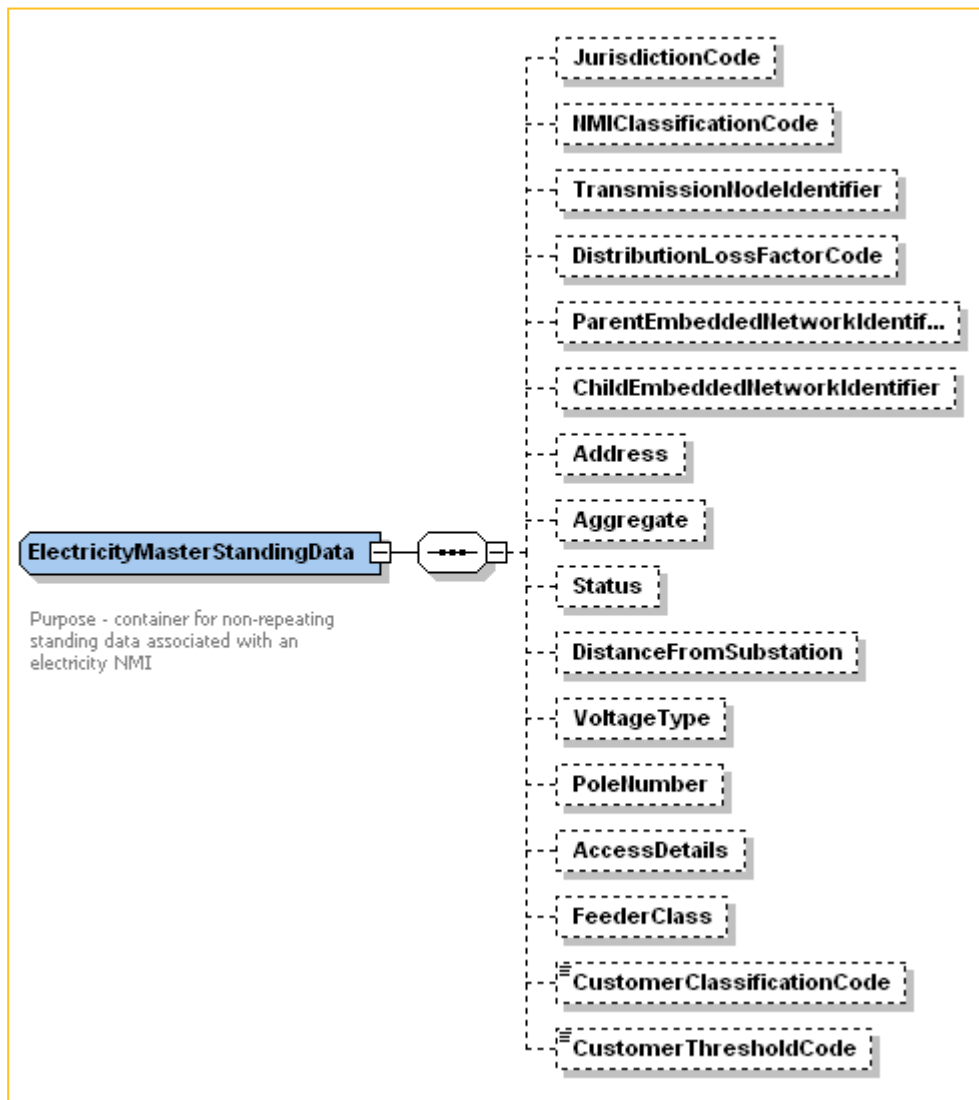 JurisdictionCode
NMIClassificationCode
TransmissionNodeIdentifier
DistributionLossFactorCode
ParentEmbeddedNetworkIdentif...
ChildEmbeddedNetworkIdentifier
Address
Aggregate
Status
ElectricityMasterStandingData
Purpose - container for non-repeating
standing data associated with an
electricity NMI
DistanceFromSubstation
VoltageType
PoleNumber
AccessDetails
FeederClass
CustomerClassificationCode
CustomerThresholdCode